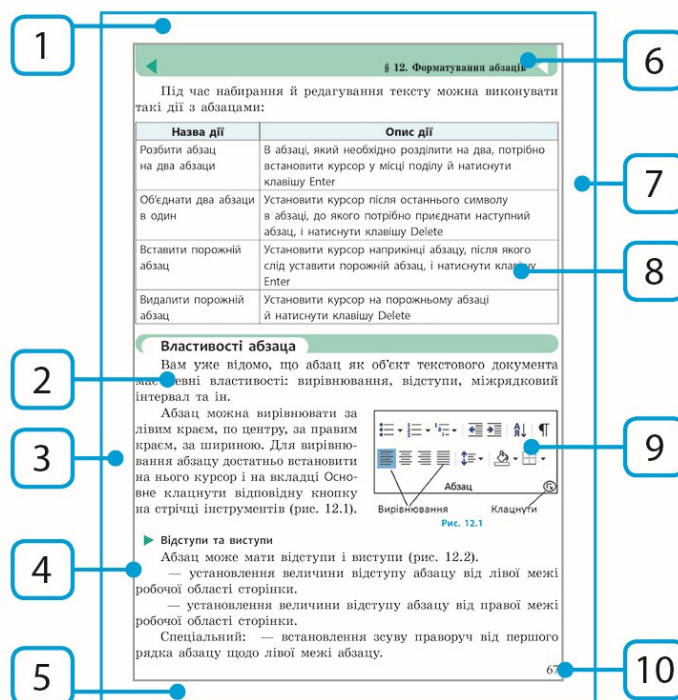 1
6
§ 12. Форматування абзаців
Під час набирання й редагування тексту можна виконувати
такі дії з абзацами:
Назва дії
Опис дії
Розбити абзац
на два абзаци
В абзаці, який необхідно розділити на два, потрібно
встановити курсор у місці поділу й натиснути
клавішу Enter
7
Об'єднати два абзаци
в один
Установити курсор після останнього символу
в абзаці, до якого потрібно приєднати наступний
абзац, і натиснути клавішу Delete
Вставити порожній
абзац
Установити курсор наприкінці абзацу, після якого
слід уставити порожній абзац, і натиснути клавішу
Enter
8
Видалити порожній
абзац
Установити курсор на порожньому абзаці
й натиснути клавішу Delete
Властивості абзаца
2
Вам уже відомо, що абзац як об'єкт текстового документа
має певні властивості: вирівнювання, відступи, міжрядковий
інтервал та ін.
3
Абзац можна вирівнювати за
лівим краєм, по центру, за правим
краєм, за шириною. Для вирівню-
вання абзацу достатньо встановити
на нього курсор і на вкладці Осно-
вне клацнути відповідну кнопку
на стрічці інструментів (рис. 12.1).
9
Абзац
Вирівнювання
Клацнути
Рис. 12.1
Відступи та виступи
4
Абзац може мати відступи і виступи (рис. 12.2).
— установлення величини відступу абзацу від лівої межі
робочої області сторінки.
— установлення величини відступу абзацу від правої межі
робочої області сторінки.
Спеціальний: — встановлення зсуву праворуч від першого
рядка абзацу щодо лівої межі абзацу.
5
67
10